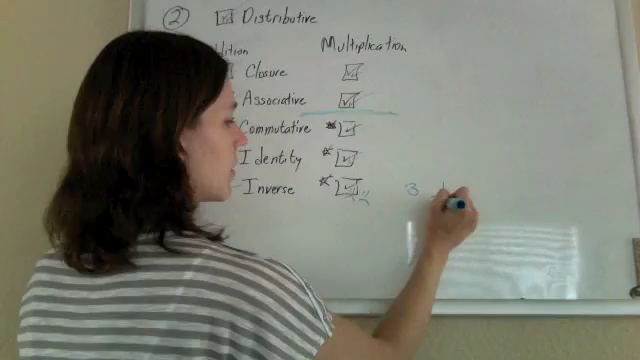 2 Distributive
Multiplication
Closure
Associative
Commutative
Identity
Inverse
3